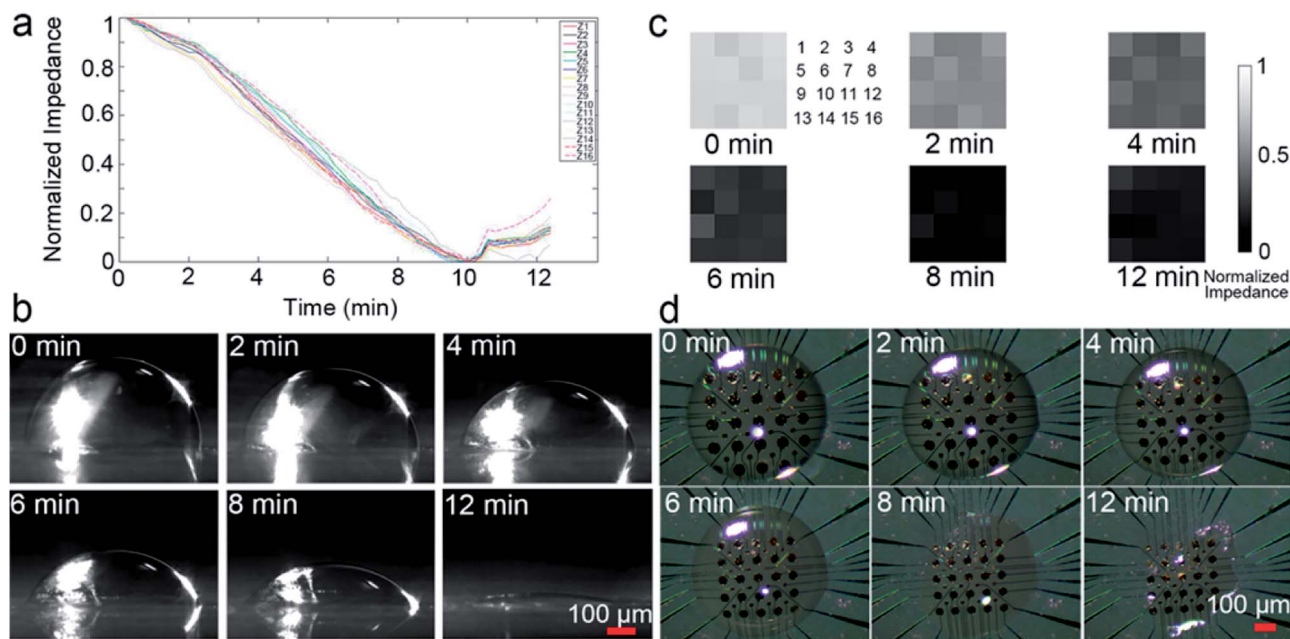 a
1
0.8
0.6
0.4
0.2
0
Normalized Impedance
0 2 4 6 8 10 12
Time (min)
Z1
Z2
Z3
Z4
Z5
Z6
Z7
Z8
Z9
Z10
Z11
Z12
Z13
Z14
Z15
Z16
c
1 2 3 4
5 6 7 8
9 10 11 12
13 14 15 16
0 min
2 min
4 min
6 min
8 min
12 min
1
0.5
0
Normalized
Impedance
b
0 min
2 min
4 min
6 min
8 min
12 min
100 µm
d
0 min
2 min
4 min
6 min
8 min
12 min
100 µm